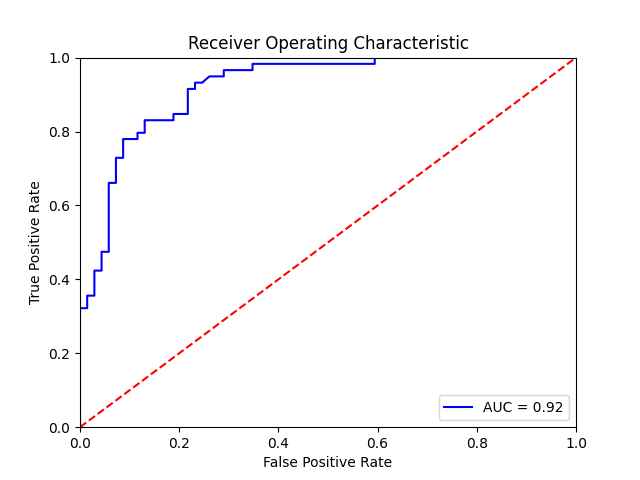 Receiver Operating Characteristic
1.0
0.8
0.6
0.4
0.2
0.0
True Positive Rate
AUC = 0.92
0.0 0.2 0.4 0.6 0.8 1.0
False Positive Rate